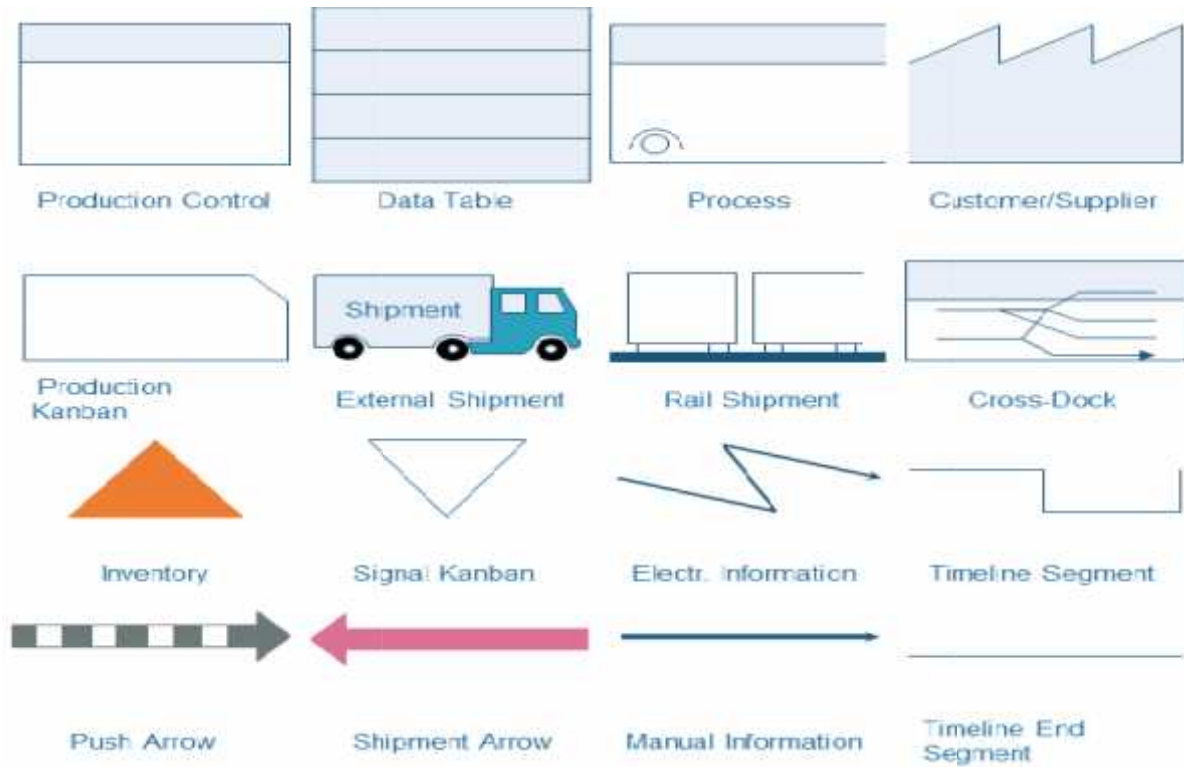 Production Control
Data Table
Process
Customer/Supplier
Shipment
Production
Kanban
External Shipment
Rail Shipment
Cross-Dock
Inventory
Signal Kanban
Electr. Information
Timeline Segment
Push Arrow
Shipment Arrow
Manual Information
Timeline End
Segment